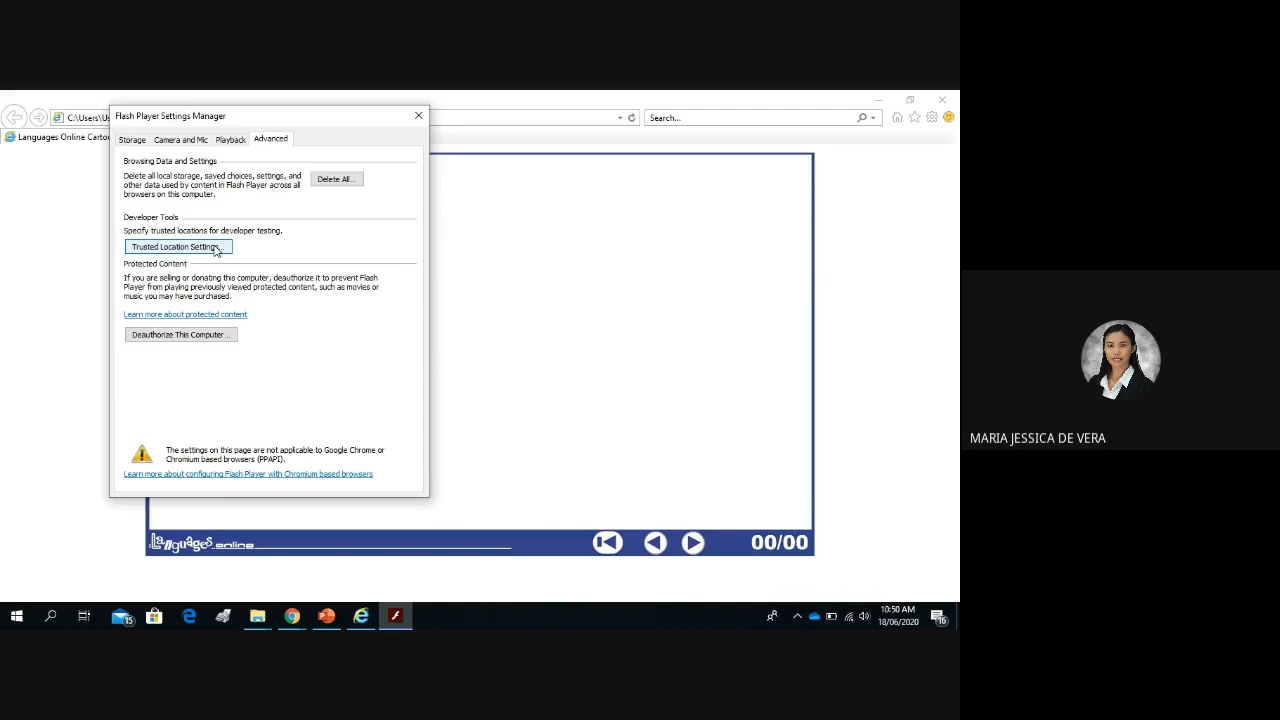 Flash Player Settings Manager
C:\Users\Us
Search...
Languages Online Cartoo
Storage Camera and Mic Playback Advanced
Browsing Data and Settings
Delete all local storage, saved choices, settings, and
other data used by content in Flash Player across all
browsers on this computer.
Delete All...
Developer Tools
Specify trusted locations for developer testing.
Trusted Location Settings...
Protected Content
If you are selling or donating this computer, deauthorize it to prevent Flash
Player from playing previously viewed protected content, such as movies or
music you may have purchased.
Learn more about protected content
Deauthorize This Computer...
The settings on this page are not applicable to Google Chrome or
Chromium based browsers (PPAPI).
Learn more about configuring Flash Player with Chromium based browsers
Languages online
00/00
MARIA JESSICA DE VERA
15
10:50 AM
18/06/2020
16